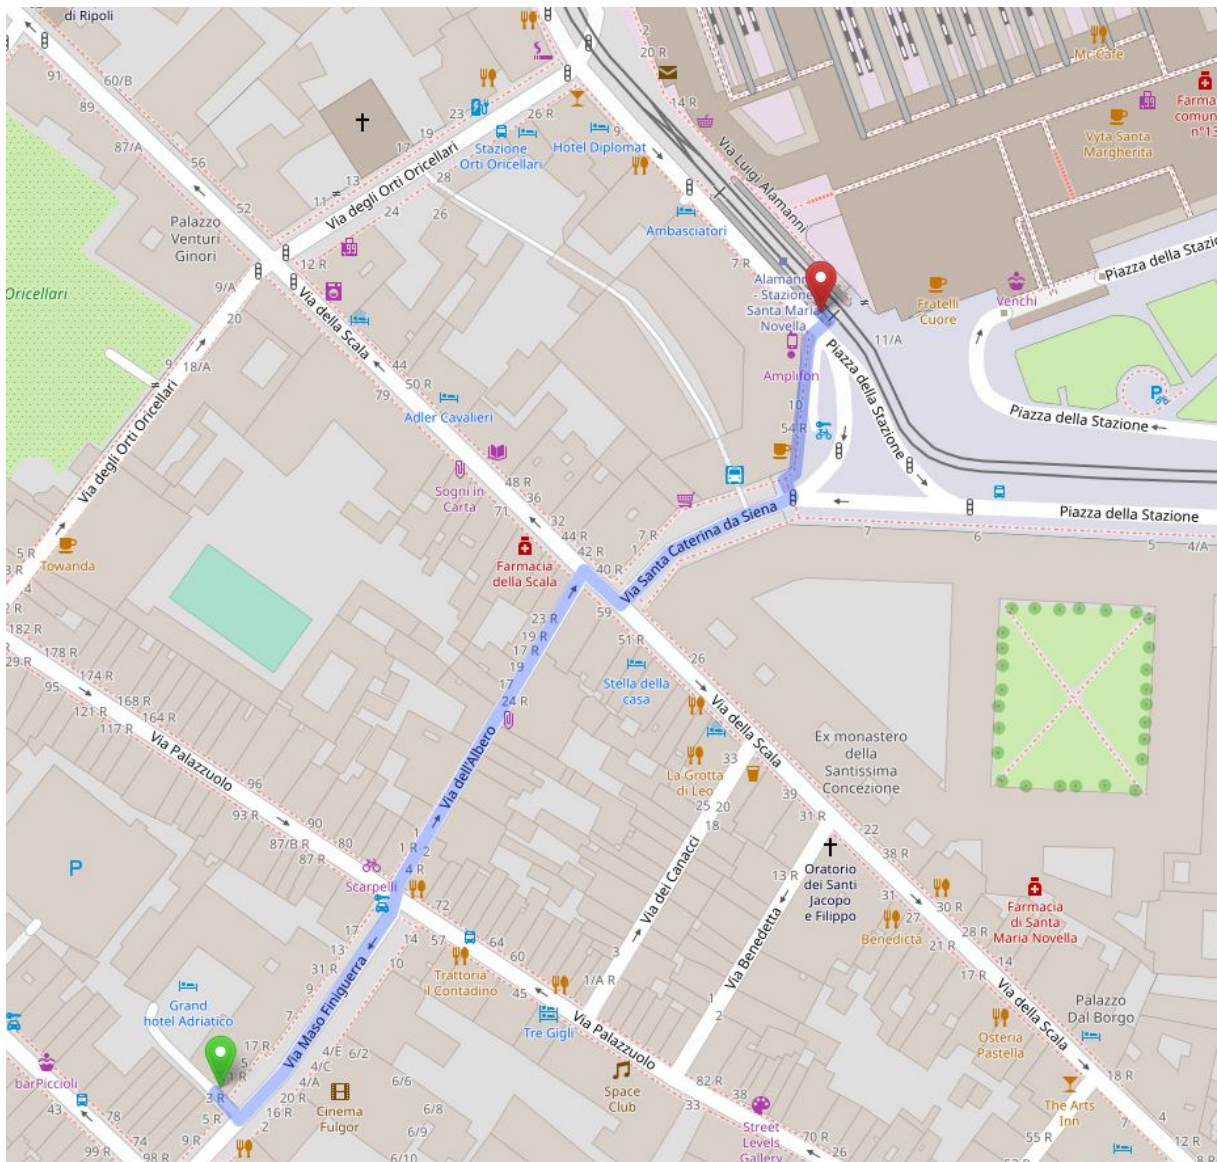 di Ripoli
91
60/B
89
87/A
56
52
23
19
17
13
11
26 R
28
24
26
Stazione
Orti Oricellari
Hotel Diplomat
9
2
20 R
14 R
Via Luigi Alamanni
Mc Cafe
Vyta Santa
Margherita
Farma
comun
n°13
Via degli Orti Oricellari
Palazzo
Venturi
Ginori
Ambasciatori
7 R
Oricellari
9/A
20
12 R
Alamanni
- Stazione
Santa Maria
Novella
Fratelli
Cuore
Venchi
Piazza della Stazio
11/A
Amplifon
Piazza della Stazione
Piazza della Stazione
Via della Scala
9
18/A
44
50 R
79
Adler Cavalieri
10
54 R
Via degli Orti Oricellari
Sogni in
Carta
48 R
36
71
32
44 R
42 R
40 R
1
7 R
Via Santa Caterina da Siena
Piazza della Stazione
7
6
5
4/A
5 R
Towanda
3 R
4
2 R
Farmacia
della Scala
59
51 R
23 R
19 R
17 R
19
17
24 R
182 R
29 R
178 R
174 R
168 R
164 R
95
121 R
117 R
Via Palazzuolo
Via dell'Albero
Stella della
casa
26
Via della Scala
Ex monastero
della
Santissima
Concezione
33
La Grotta
di Leo
25
20
18
39
31 R
22
38 R
96
93 R
90
87/B R
87 R
80
1
1 R
2
4 R
P
Scarpelli
72
Via dei Canacci
13 R
Oratorio
dei Santi
Jacopo
e Filippo
Farmacia
di Santa
Maria Novella
31
27
30 R
Benedicta
21 R
28 R
17 R
14
17
13
31 R
14
10
57
64
Trattoria
il Contadino
45
3
1/A R
Via Benedetta
1
2
Via Maso Finiguerra
Grand
hotel Adriatico
7
Tre Gigli
Via Palazzuolo
Via della Scala
Palazzo
Dal Borgo
Osteria
Pastella
17 R
5
1 R
3 R
5 R
4/E
4/C
4/A
6/2
20 R
16 R
2
6/6
6/8
6/9
6/10
Cinema
Fulgor
Space
Club
82 R
33
18 R
The Arts
Inn
barPiccioli
43
78
74
9 R
99 R
98 R
Street
Levels
Gallery
70 R
55 R
7
4
12 R
8 R
P